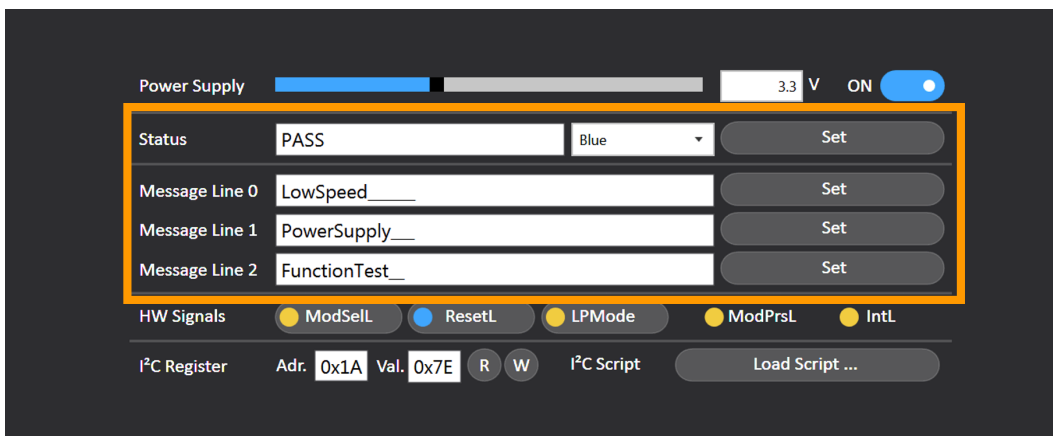 Power Supply 3.3 V ON
Status PASS Blue Set
Message Line 0 LowSpeed_____ Set
Message Line 1 PowerSupply__ Set
Message Line 2 FunctionTest_ Set
HW Signals ModSelL ResetL LPMode ModPrsL IntL
I²C Register Adr. 0x1A Val. 0x7E R W I²C Script Load Script ...